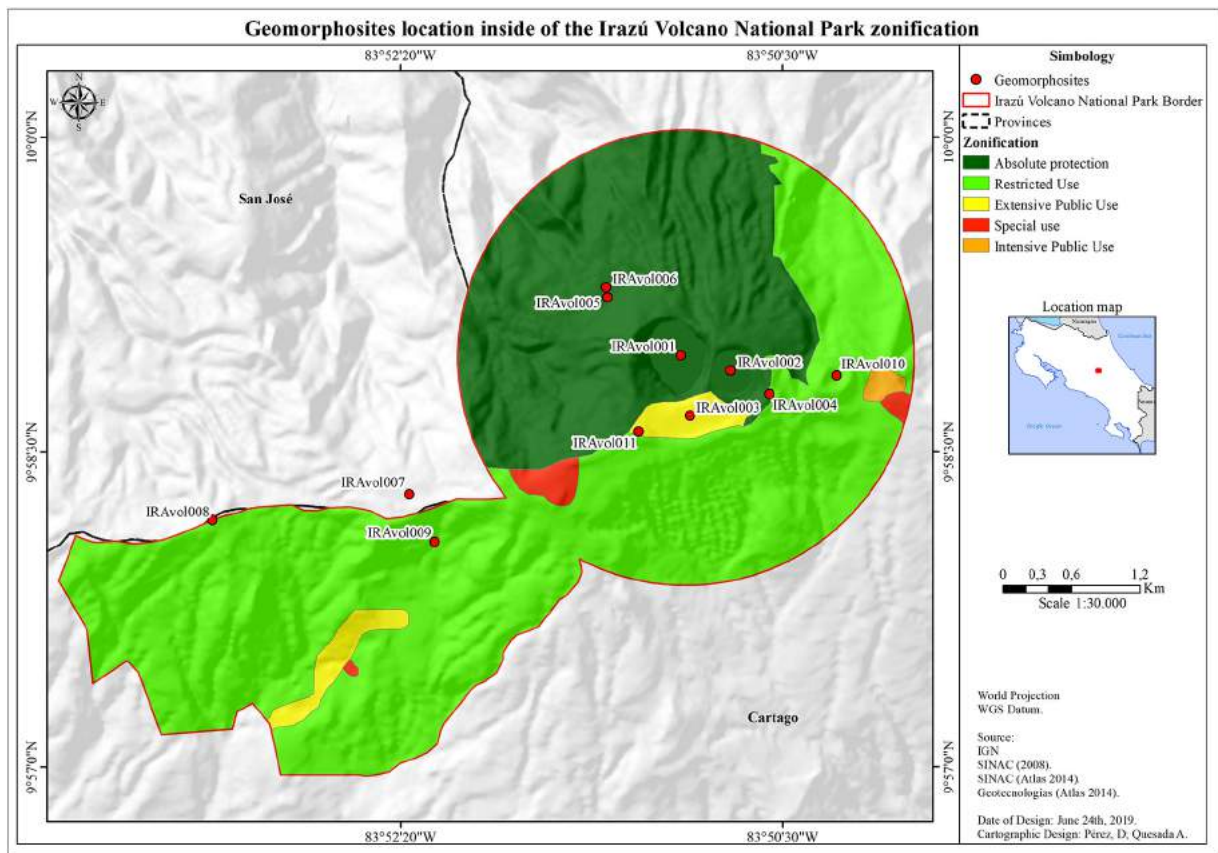 Geomorphosites location inside of the Irazú Volcano National Park zonification
83°52'20"W
83°50'30"W
N
W
E
S
10°0'0"N
10°0'0"N
San José
IRAvol006
IRAvol005
IRAvol001
IRAvol002
IRAvol010
IRAvol003
IRAvol004
IRAvol011
9°58'30"N
9°58'30"N
IRAvol007
IRAvol008
IRAvol009
Cartago
9°57'0"N
9°57'0"N
83°52'20"W
83°50'30"W
Simbology
Geomorphosites
Irazú Volcano National Park Border
Provinces
Zonification
Absolute protection
Restricted Use
Extensive Public Use
Special use
Intensive Public Use
Location map
Nicaragua
0 0,3 0,6 1,2
Km
Scale 1:30.000
World Projection
WGS Datum.
Source:
IGN
SINAC (2008).
SINAC (Atlas 2014).
Geotecnologias (Atlas 2014).
Date of Design: June 24th, 2019.
Cartographic Design: Pérez, D, Quesada A.